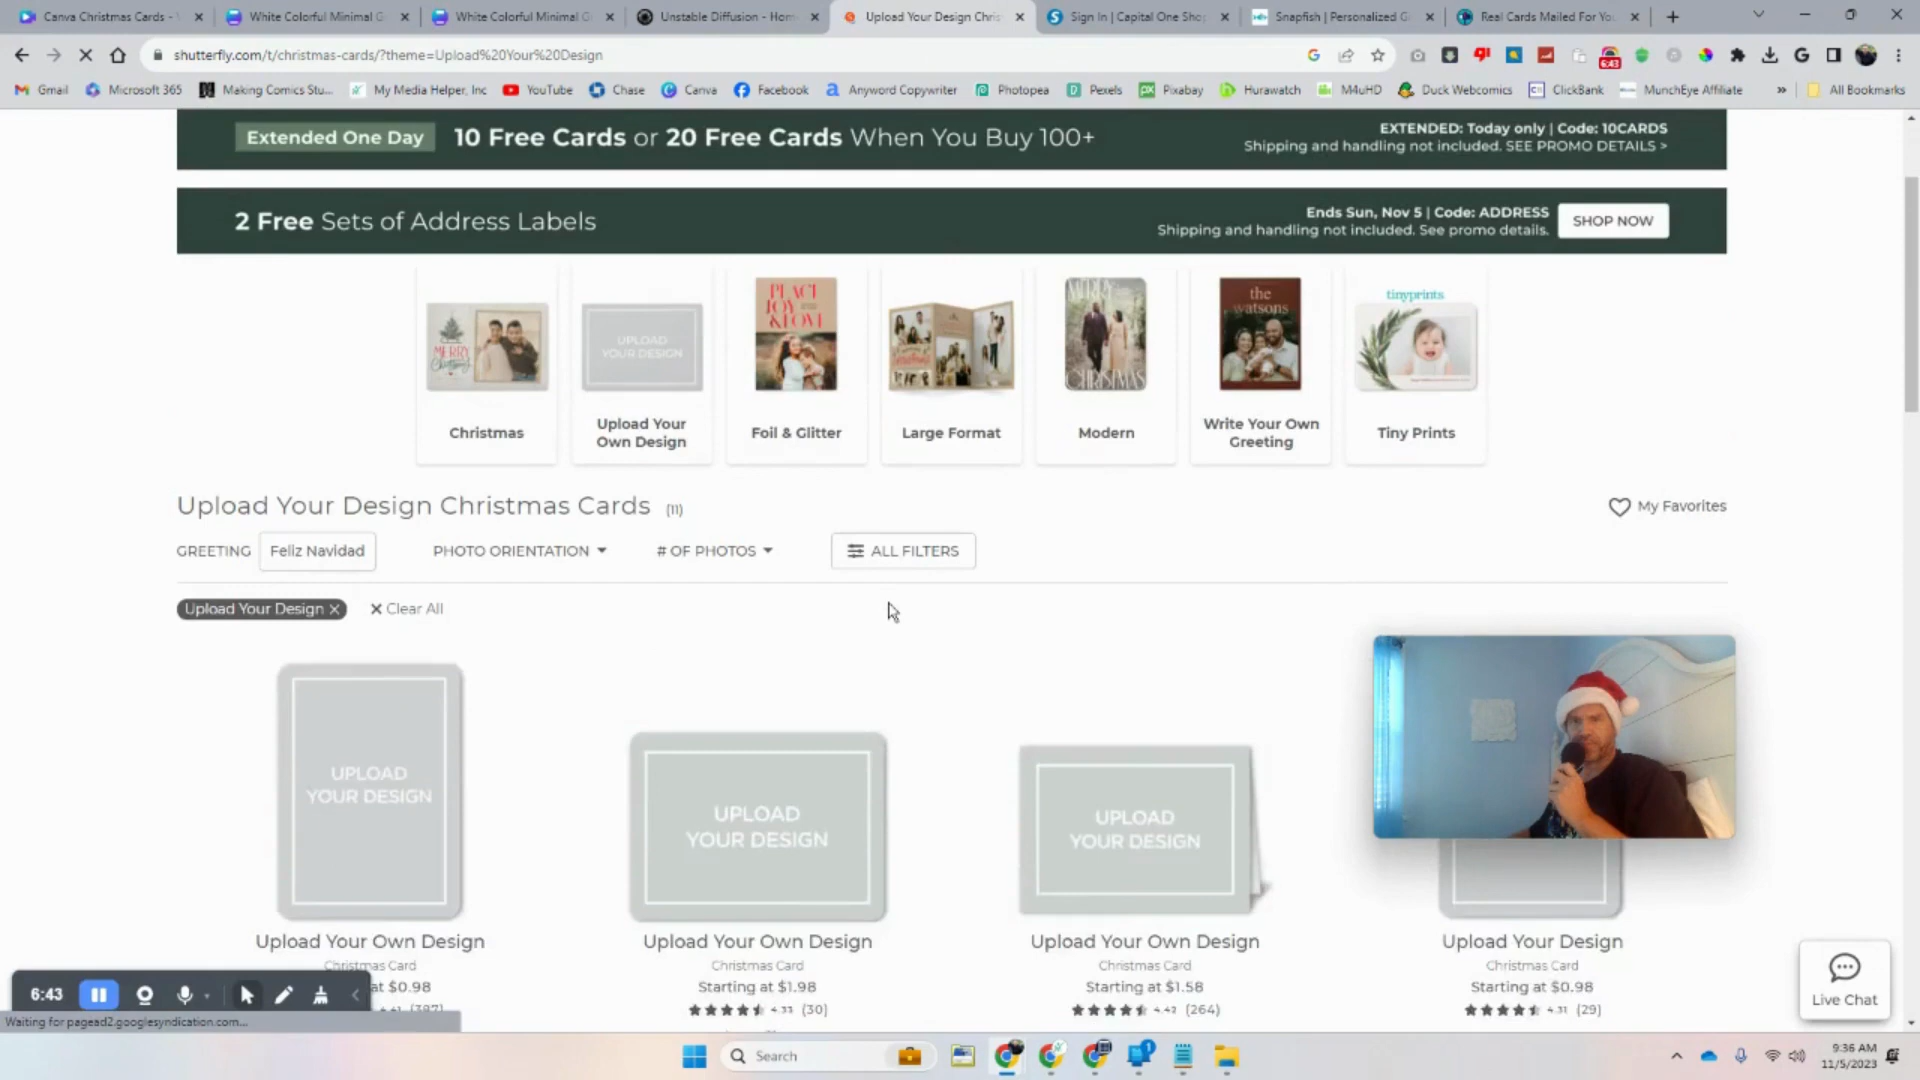 Canva Christmas Cards -
White Colorful Minimal G
White Colorful Minimal G
Unstable Diffusion - Hom
Upload Your Design Chris
Sign In | Capital One Sho
Snapfish | Personalized G
Real Cards Mailed For You
shutterfly.com/t/christmas-cards/?theme=Upload%20Your%20Design
6:43
Gmail
Microsoft 365
Making Comics Stu...
My Media Helper, Inc
YouTube
Chase
Canva
Facebook
Anyword Copywriter
Photopea
Pexels
Pixabay
Hurawatch
M4uHD
Duck Webcomics
ClickBank
MunchEye Affiliate
»
All Bookmarks
Extended One Day
10 Free Cards or 20 Free Cards When You Buy 100+
EXTENDED: Today only | Code: 10CARDS
Shipping and handling not included. SEE PROMO DETAILS >
2 Free Sets of Address Labels
Ends Sun, Nov 5 | Code: ADDRESS
Shipping and handling not included. See promo details.
SHOP NOW
MERRY
Christmas
UPLOAD
YOUR DESIGN
PEACE
JOY
& LOVE
MERRY
CHRISTMAS
the
watsons
tinyprints
Christmas
Upload Your
Own Design
Foil & Glitter
Large Format
Modern
Write Your Own
Greeting
Tiny Prints
Upload Your Design Christmas Cards (11)
My Favorites
GREETING
Feliz Navidad
PHOTO ORIENTATION
# OF PHOTOS
ALL FILTERS
Upload Your Design
Clear All
UPLOAD
YOUR DESIGN
UPLOAD
YOUR DESIGN
UPLOAD
YOUR DESIGN
Upload Your Own Design
Christmas Card
at $0.98
(397)
Upload Your Own Design
Christmas Card
Starting at $1.98
4.33 (30)
Upload Your Own Design
Christmas Card
Starting at $1.58
4.42 (264)
Upload Your Design
Christmas Card
Starting at $0.98
4.31 (29)
Live Chat
6:43
Waiting for pagead2.googlesyndication.com...
Search
1
9:36 AM
11/5/2023